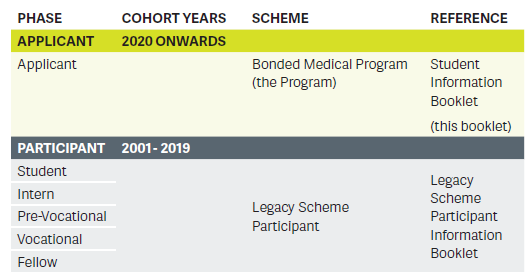 PHASE COHORT YEARS SCHEME REFERENCE
APPLICANT 2020 ONWARDS
Applicant
Bonded Medical Program
(the Program)
Student
Information
Booklet
(this booklet)
PARTICIPANT 2001- 2019
Student
Intern
Pre-Vocational
Vocational
Fellow
Legacy Scheme
Participant
Legacy
Scheme
Participant
Information
Booklet